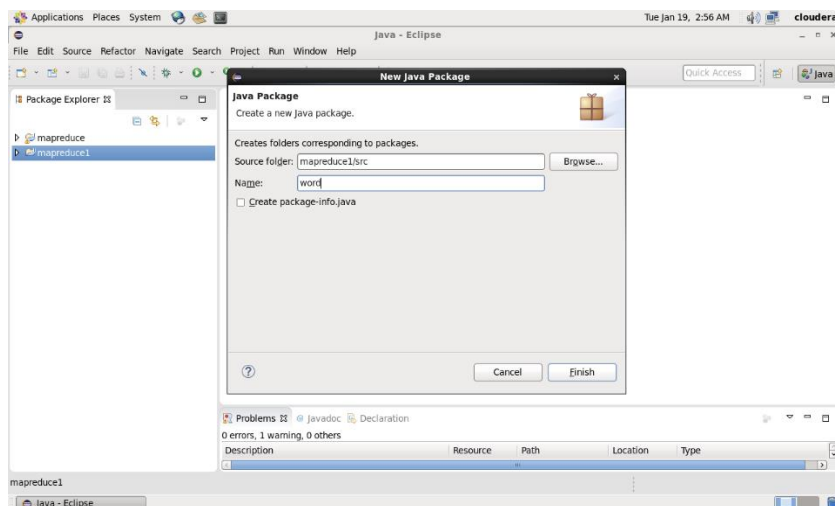 Applications Places System Tue Jan 19, 2:56 AM cloudera
Java - Eclipse
File Edit Source Refactor Navigate Search Project Run Window Help
Quick Access Java
Package Explorer
mapreduce
mapreduce1
New Java Package
Java Package
Create a new Java package.
Creates folders corresponding to packages.
Source folder: mapreduce1/src Browse...
Name: word
Create package-info.java
Cancel Finish
Problems Javadoc Declaration
0 errors, 1 warning, 0 others
Description Resource Path Location Type
mapreduce1
Java - Eclipse